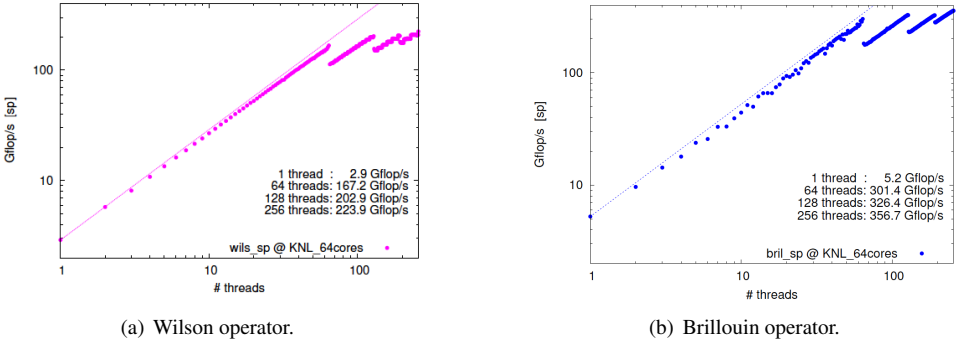 Gflop/s [sp]
100
10
1 thread : 2.9 Gflop/s
64 threads: 167.2 Gflop/s
128 threads: 202.9 Gflop/s
256 threads: 223.9 Gflop/s
wils_sp @ KNL_64cores
1
10
100
# threads
(a) Wilson operator.
Gflop/s [sp]
100
10
1 thread : 5.2 Gflop/s
64 threads: 301.4 Gflop/s
128 threads: 326.4 Gflop/s
256 threads: 356.7 Gflop/s
bril_sp @ KNL_64cores
1
10
100
# threads
(b) Brillouin operator.